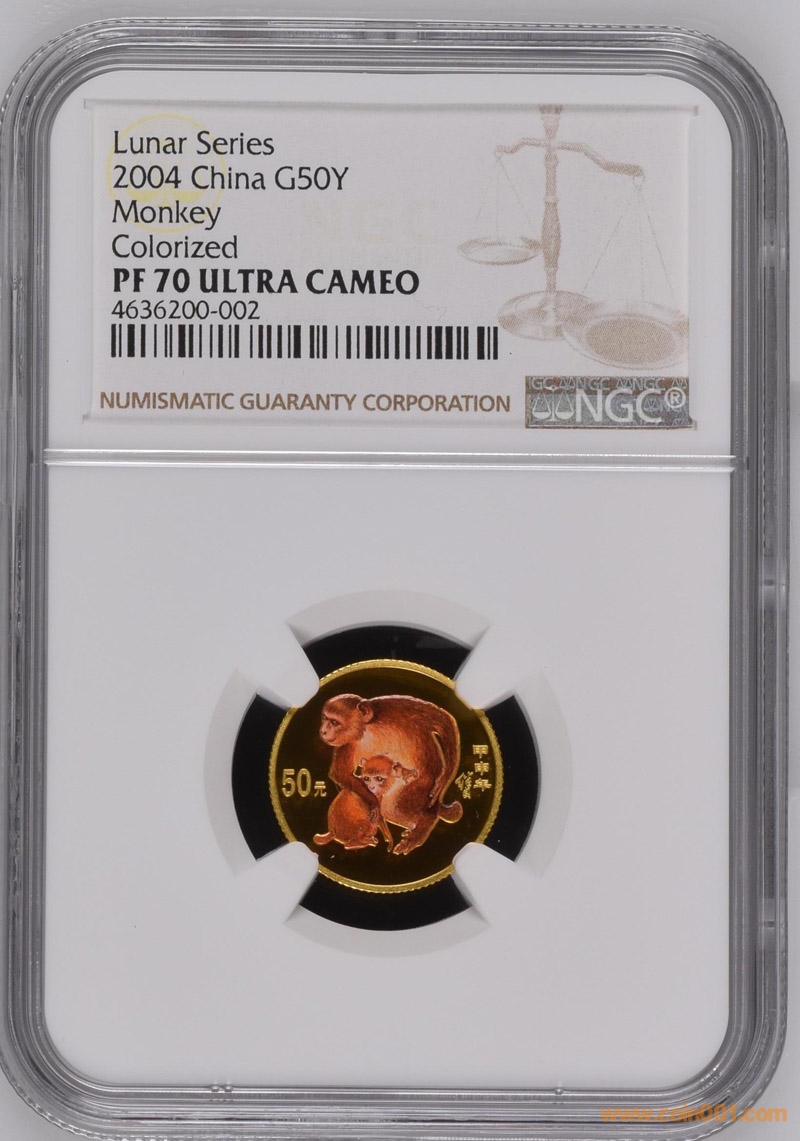 Lunar Series
2004 China G50Y
Monkey
Colorized
PF 70 ULTRA CAMEO
4636200-002
NUMISMATIC GUARANTY CORPORATION
NGC®
50元
甲申年
www.coin001.com